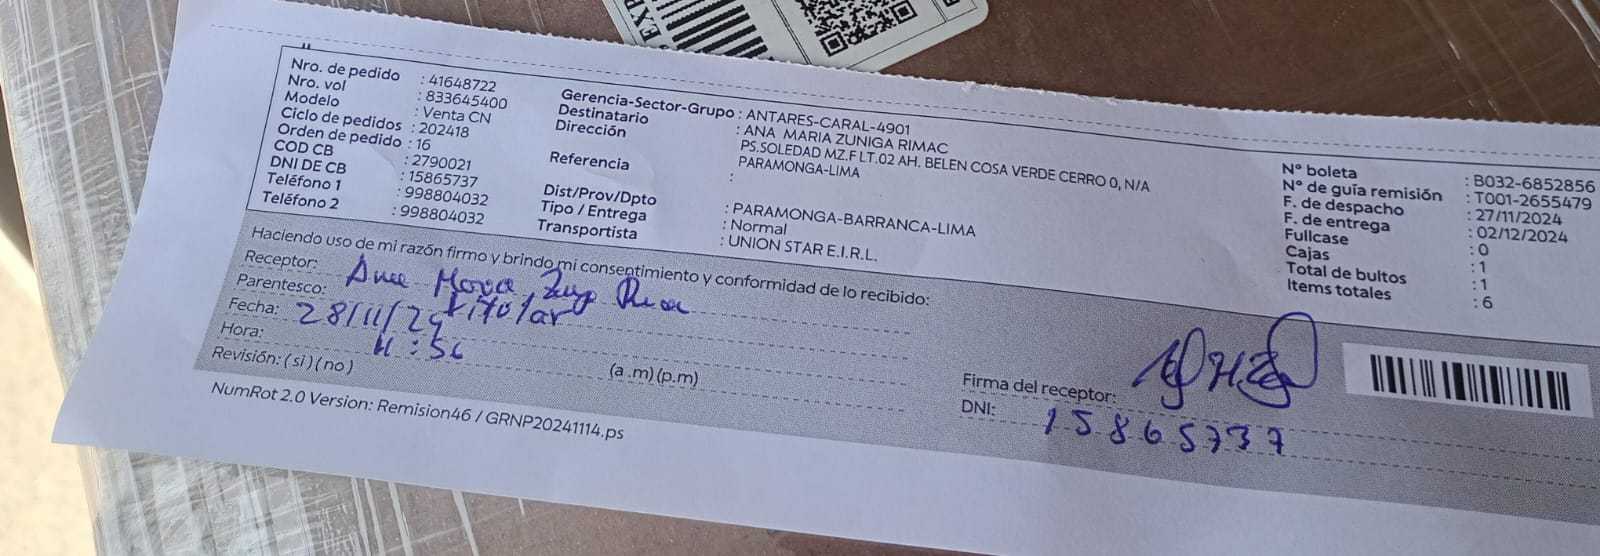 Nro. de pedido : 41648722
Nro. vol : 833645400
Modelo : Venta CN
Ciclo de pedidos : 202418
Orden de pedido : 16
COD CB : 2790021
DNI DE CB : 15865737
Teléfono 1 : 998804032
Teléfono 2 : 998804032
Gerencia-Sector-Grupo : ANTARES-CARAL-4901
Destinatario : ANA MARIA ZUNIGA RIMAC
Dirección PS.SOLEDAD MZ.F LT.02 AH. BELEN COSA VERDE CERRO 0, N/A
PARAMONGA-LIMA
Referencia :
Dist/Prov/Dpto : PARAMONGA-BARRANCA-LIMA
Tipo / Entrega : Normal
Transportista : UNION STAR E.I.R.L.
N° boleta : B032-6852856
N° de guía remisión : T001-2655479
F. de despacho : 27/11/2024
F. de entrega : 02/12/2024
Fullcase : 0
Cajas : 1
Total de bultos : 1
Items totales : 6
Haciendo uso de mi razón firmo y brindo mi consentimiento y conformidad de lo recibido:
Receptor:
Parentesco: titular
Fecha: 28/11/24
Hora: 11:56
(a.m)(p.m)
Revisión: (si)(no)
Firma del receptor:
DNI: 15865737
NumRot 2.0 Version: Remision46 / GRNP20241114.ps